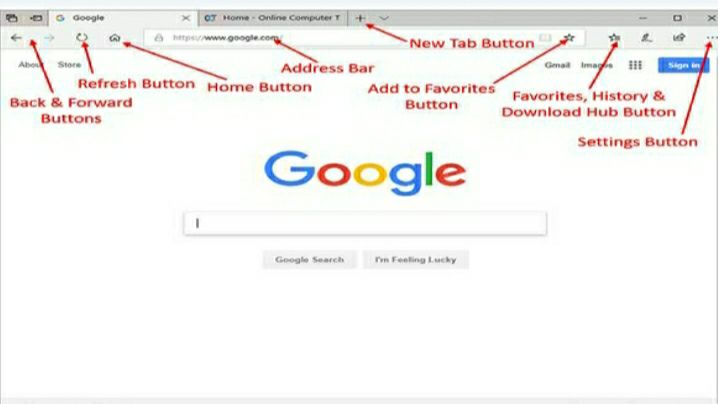 Google
Home - Online Computer T
https://www.google.com/
New Tab Button
About
Store
Gmail
Images
Sign in
Refresh Button
Home Button
Address Bar
Add to Favorites
Button
Favorites, History &
Download Hub Button
Back & Forward
Buttons
Settings Button
Google
Google Search
I'm Feeling Lucky